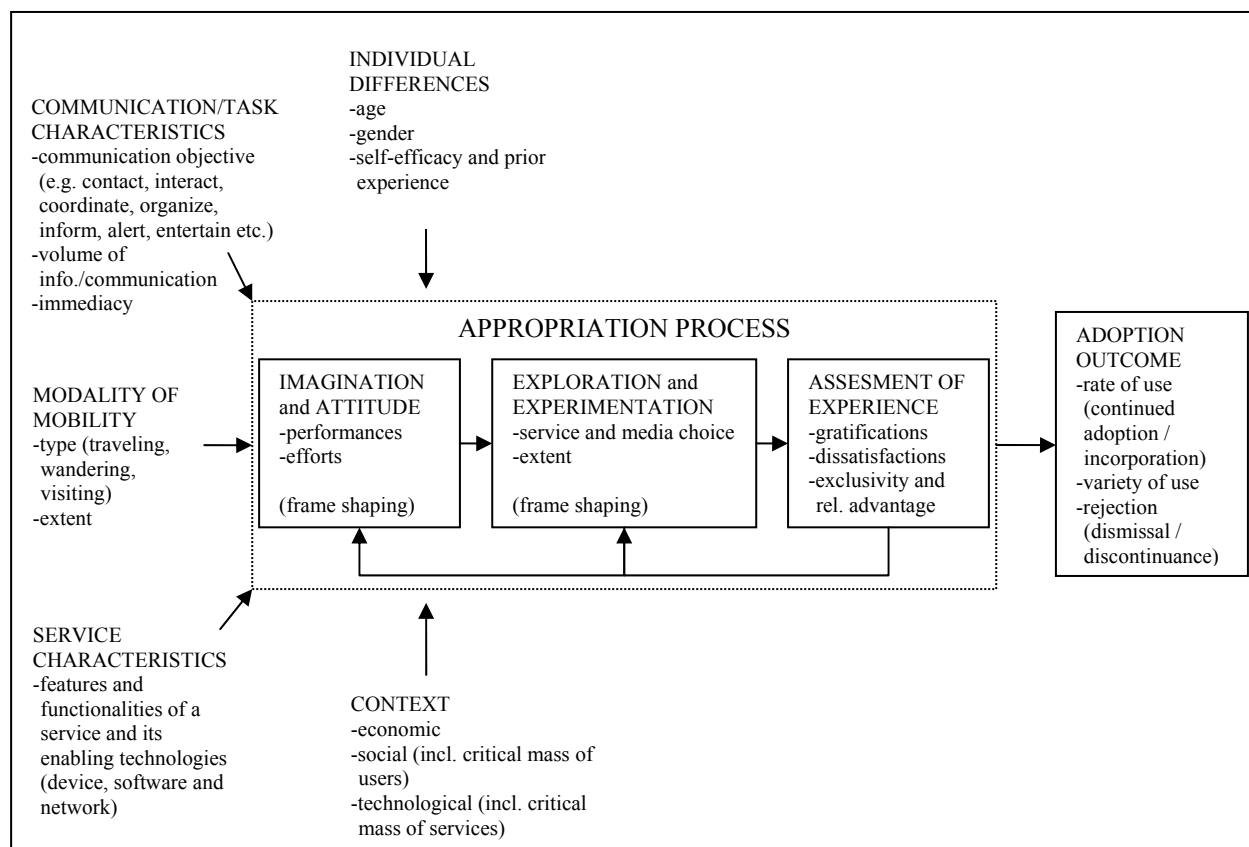 INDIVIDUAL
DIFFERENCES
-age
-gender
-self-efficacy and prior
experience
COMMUNICATION/TASK
CHARACTERISTICS
-communication objective
(e.g. contact, interact,
coordinate, organize,
inform, alert, entertain etc.)
-volume of
info./communication
-immediacy
MODALITY OF
MOBILITY
-type (traveling,
wandering,
visiting)
-extent
SERVICE
CHARACTERISTICS
-features and
functionalities of a
service and its
enabling technologies
(device, software and
network)
APPROPRIATION PROCESS
IMAGINATION
and ATTITUDE
-performances
-efforts
(frame shaping)
EXPLORATION and
EXPERIMENTATION
-service and media choice
-extent
(frame shaping)
ASSESMENT OF
EXPERIENCE
-gratifications
-dissatisfactions
-exclusivity and
rel. advantage
CONTEXT
-economic
-social (incl. critical mass of
users)
-technological (incl. critical
mass of services)
ADOPTION
OUTCOME
-rate of use
(continued
adoption /
incorporation)
-variety of use
-rejection
(dismissal /
discontinuance)